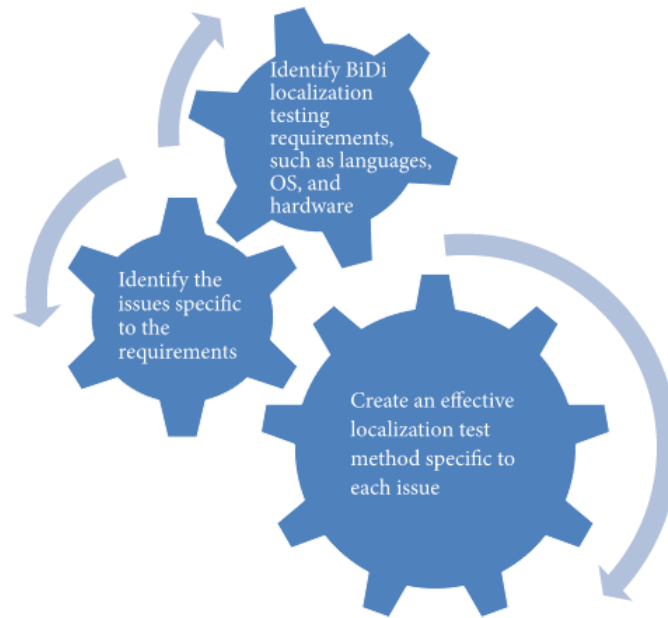 Identify BiDi
localization
testing
requirements,
such as languages,
OS, and
hardware
Identify the
issues specific
to the
requirements
Create an effective
localization test
method specific to
each issue